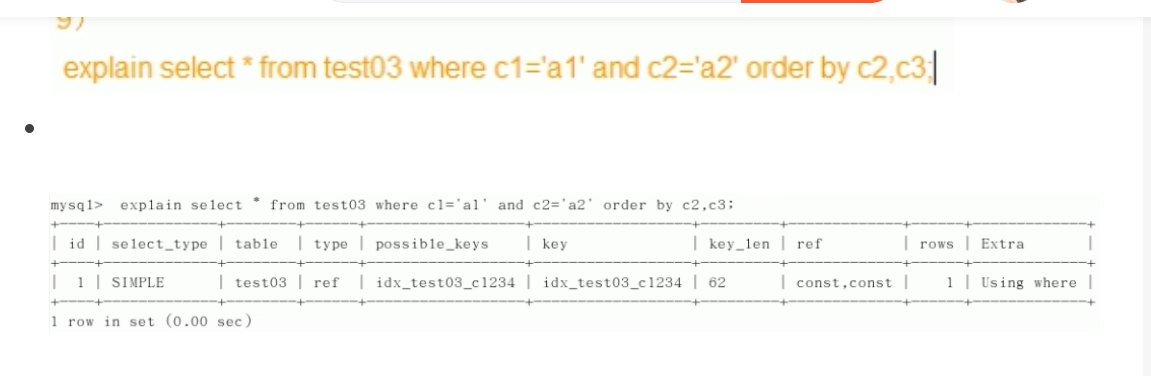 9)
explain select * from test03 where c1='a1' and c2='a2' order by c2,c3;
mysql> explain select * from test03 where c1='a1' and c2='a2' order by c2,c3;
+----+-------------+--------+------+----------------+----------------+---------+-------------+------+-------------+
| id | select_type | table | type | possible_keys | key | key_len | ref | rows | Extra |
+----+-------------+--------+------+----------------+----------------+---------+-------------+------+-------------+
| 1 | SIMPLE | test03 | ref | idx_test03_c1234 | idx_test03_c1234 | 62 | const,const | 1 | Using where |
+----+-------------+--------+------+----------------+----------------+---------+-------------+------+-------------+
1 row in set (0.00 sec)